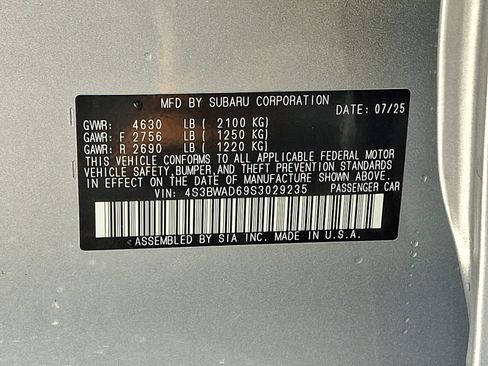 MFD BY SUBARU CORPORATION
DATE: 07/25
GVWR: 4630 LB ( 2100 KG)
GAWR: F 2756 LB ( 1250 KG)
GAWR: R 2690 LB ( 1220 KG)
THIS VEHICLE CONFORMS TO ALL APPLICABLE FEDERAL MOTOR
VEHICLE SAFETY,BUMPER,AND THEFT PREVENTION STANDARDS
IN EFFECT ON THE DATE OF MANUFACTURE SHOWN ABOVE.
VIN: 4S3BWAD69S3029235 PASSENGER CAR
ASSEMBLED BY SIA INC. MADE IN U.S.A.